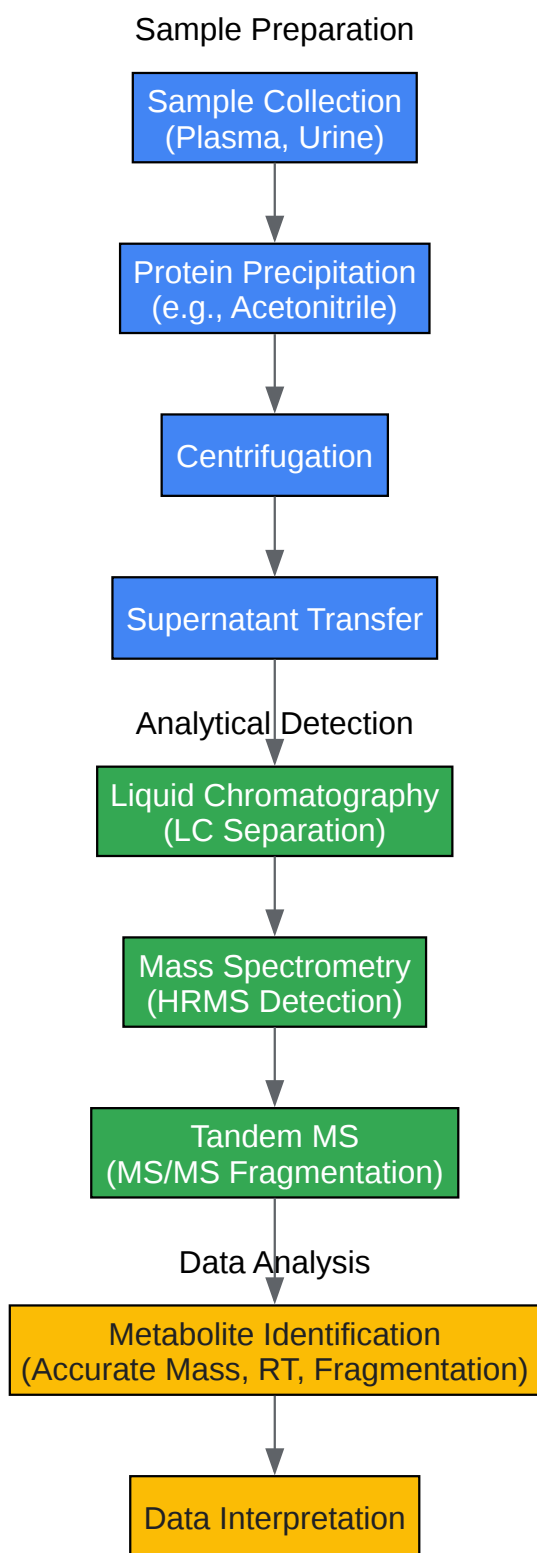 Sample Preparation
Sample Collection
(Plasma, Urine)
Protein Precipitation
(e.g., Acetonitrile)
Centrifugation
Supernatant Transfer
Analytical Detection
Liquid Chromatography
(LC Separation)
Mass Spectrometry
(HRMS Detection)
Tandem MS
(MS/MS Fragmentation)
Data Analysis
Metabolite Identification
(Accurate Mass, RT, Fragmentation)
Data Interpretation